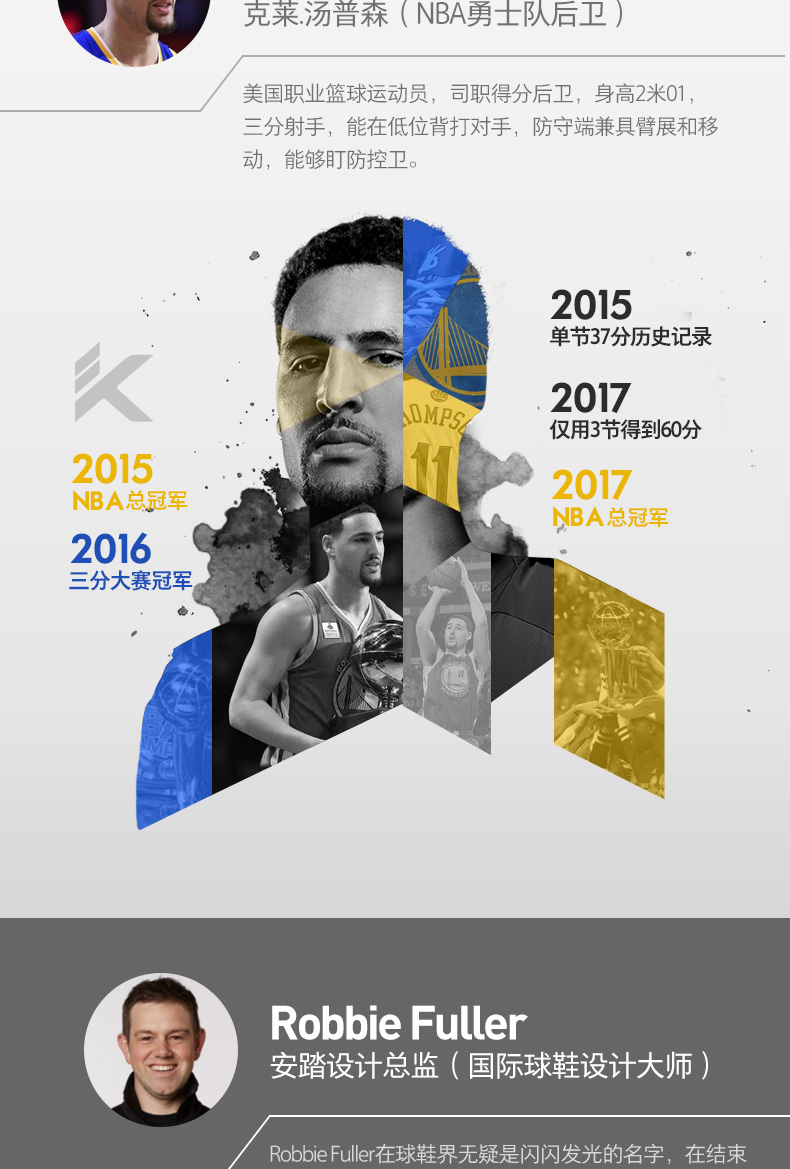 克莱.汤普森（NBA勇士队后卫）
美国职业篮球运动员，司职得分后卫，身高2米01，
三分射手，能在低位背打对手，防守端兼具臂展和移
动，能够盯防控卫。
2015
单节37分历史记录
2017
仅用3节得到60分
THOMPSO
11
2015
NBA总冠军
2017
NBA总冠军
2016
三分大赛冠军
11
Robbie Fuller
安踏设计总监（国际球鞋设计大师）
Robbie Fuller在球鞋界无疑是闪闪发光的名字，在结束